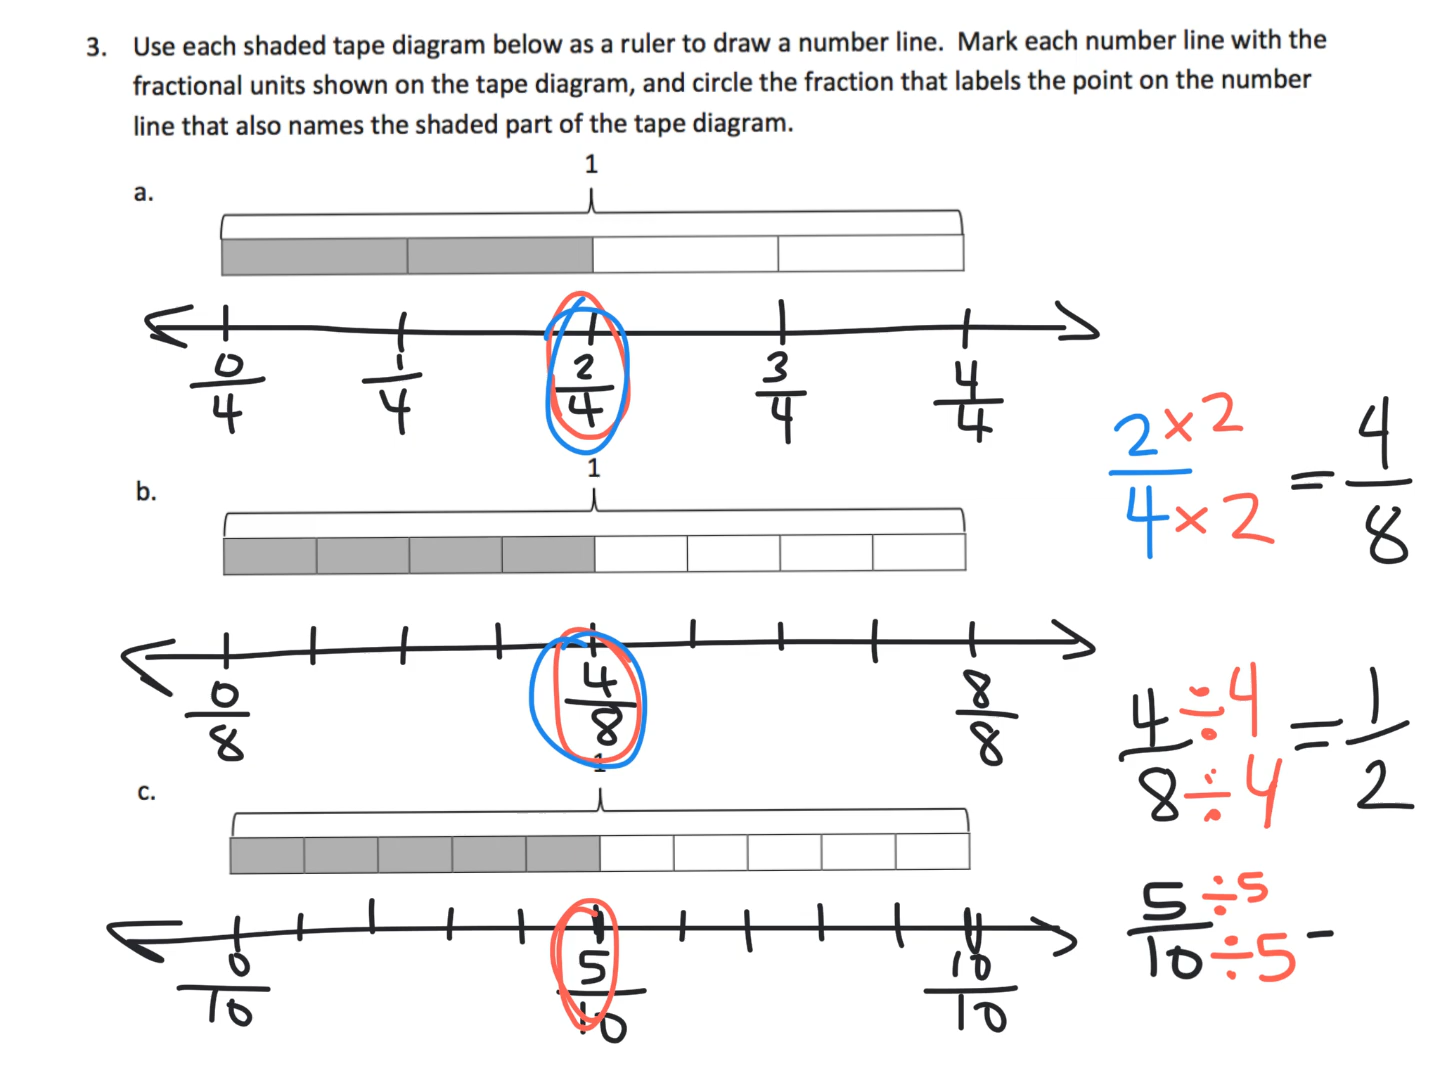 3. Use each shaded tape diagram below as a ruler to draw a number line. Mark each number line with the
fractional units shown on the tape diagram, and circle the fraction that labels the point on the number
line that also names the shaded part of the tape diagram.
1
a.
0/4 1/4 2/4 3/4 4/4
2 × 2 / 4 × 2 = 4/8
1
b.
0/8 4/8 8/8
4 ÷ 4 / 8 ÷ 4 = 1/2
1
c.
0/10 5/10 10/10
5 ÷ 5 / 10 ÷ 5 -